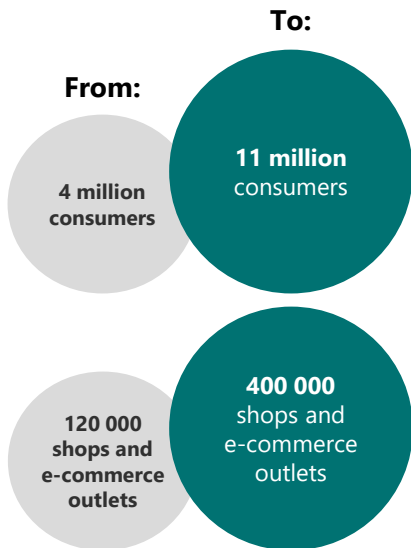 From:
To:
4 million
consumers
11 million
consumers
120 000
shops and
e-commerce
outlets
400 000
shops and
e-commerce
outlets